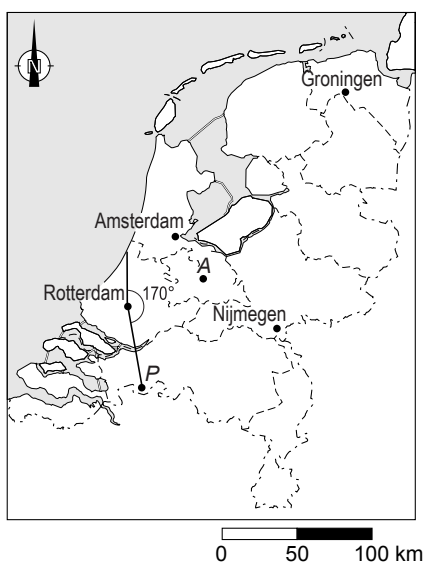 N
Groningen
Amsterdam
A
Rotterdam
170°
Nijmegen
P
0 50 100 km